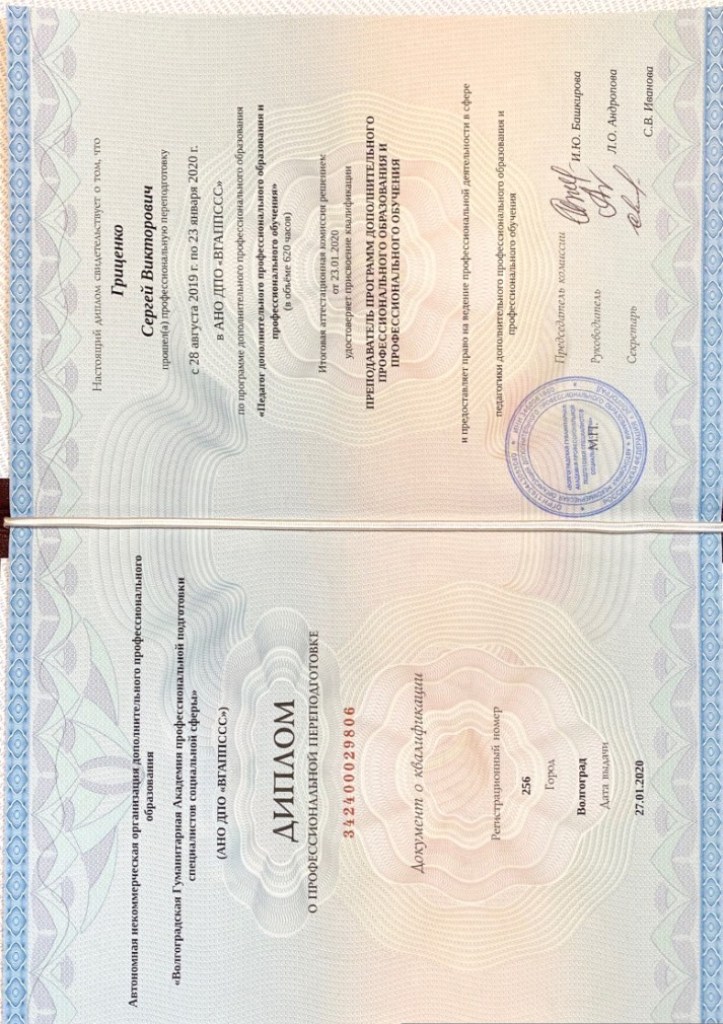 Автономная некоммерческая организация дополнительного профессионального
образования
«Волгоградская Гуманитарная Академия профессиональной подготовки
специалистов социальной сферы»
(АНО ДПО «ВГАППССС»)
ДИПЛОМ
О ПРОФЕССИОНАЛЬНОЙ ПЕРЕПОДГОТОВКЕ
342400029806
Документ о квалификации
Регистрационный номер
256
Город
Волгоград
Дата выдачи
27.01.2020
Настоящий диплом свидетельствует о том, что
Гриценко
Сергей Викторович
прошел(а) профессиональную переподготовку
с 28 августа 2019 г. по 23 января 2020 г.
в АНО ДПО «ВГАППССС»
по программе дополнительного профессионального образования
«Педагог дополнительного профессионального образования и
профессионального обучения»
(в объёме 620 часов)
Итоговая аттестационная комиссия решением
от 23.01.2020
удостоверяет присвоение квалификации
ПРЕПОДАВАТЕЛЬ ПРОГРАММ ДОПОЛНИТЕЛЬНОГО
ПРОФЕССИОНАЛЬНОГО ОБРАЗОВАНИЯ И
ПРОФЕССИОНАЛЬНОГО ОБУЧЕНИЯ
и предоставляет право на ведение профессиональной деятельности в сфере
педагогики дополнительного профессионального образования и
профессионального обучения
«ВОЛГОГРАДСКАЯ ГУМАНИТАРНАЯ
АКАДЕМИЯ ПРОФЕССИОНАЛЬНОЙ
ПОДГОТОВКИ СПЕЦИАЛИСТОВ
М.П.
РОССИЙСКАЯ ФЕДЕРАЦИЯ
Председатель комиссии
И.Ю. Башкирова
Руководитель
Л.О. Андропова
Секретарь
С.В. Иванова